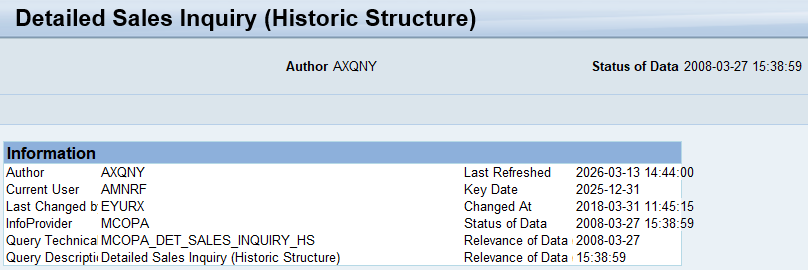 Detailed Sales Inquiry (Historic Structure)
Author AXQNY Status of Data 2008-03-27 15:38:59
Information
Author AXQNY Last Refreshed 2026-03-13 14:44:00
Current User AMNRF Key Date 2025-12-31
Last Changed b EYURX Changed At 2018-03-31 11:45:15
InfoProvider MCOPA Status of Data 2008-03-27 15:38:59
Query Technica MCOPA_DET_SALES_INQUIRY_HS Relevance of Data ( 2008-03-27
Query Descripti Detailed Sales Inquiry (Historic Structure) Relevance of Data ( 15:38:59